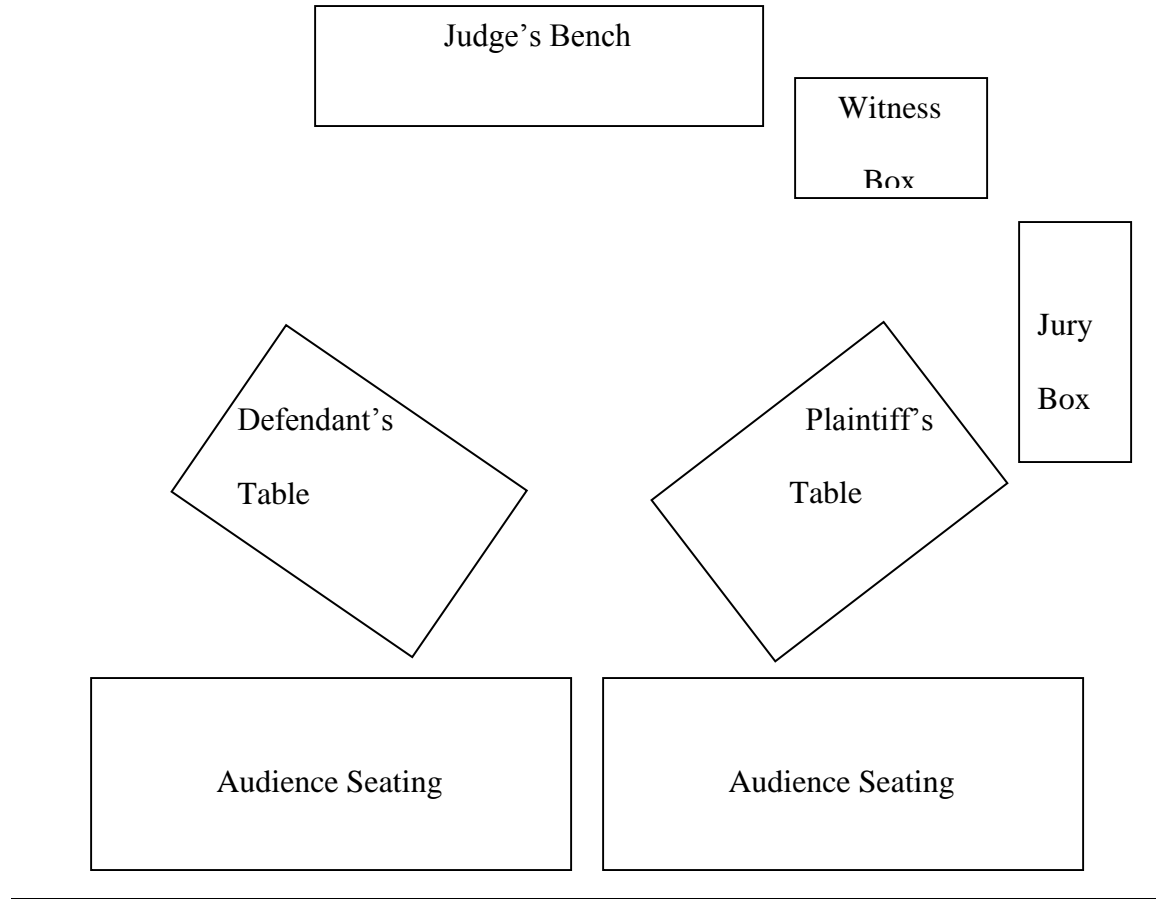 Judge’s Bench
Witness
Box
Jury
Box
Defendant’s
Table
Plaintiff’s
Table
Audience Seating
Audience Seating